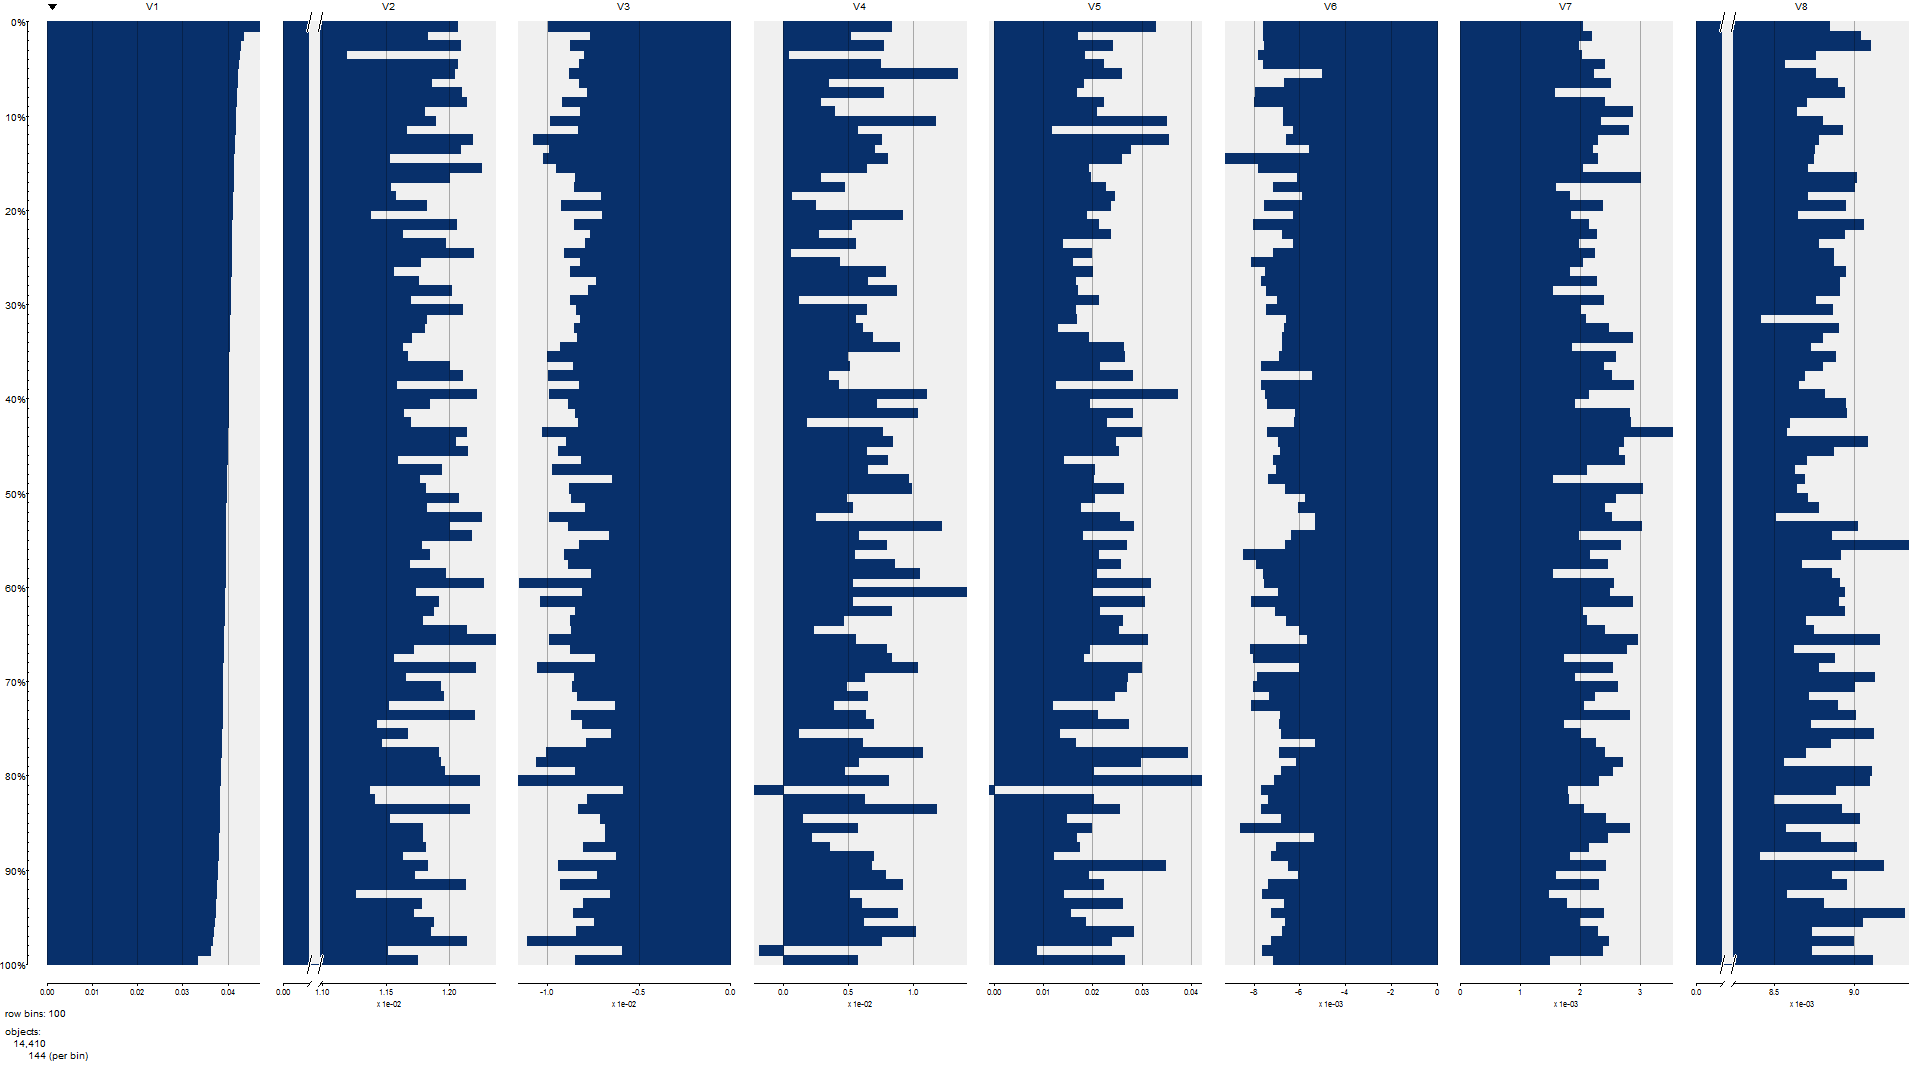 V1 V2 V3 V4 V5 V6 V7 V8
0%
10%
20%
30%
40%
50%
60%
70%
80%
90%
100%
0.00 0.01 0.02 0.03 0.04 0.00 1.10 1.15 1.20 -1.0 -0.5 0.0 0.0 0.5 1.0 0.00 0.01 0.02 0.03 0.04 -8 -6 -4 -2 0 0 1 2 3 0.0 8.5 9.0
x 1e-02 x 1e-02 x 1e-02 x 1e-03 x 1e-03 x 1e-03
row bins: 100
objects:
14,410
144 (per bin)